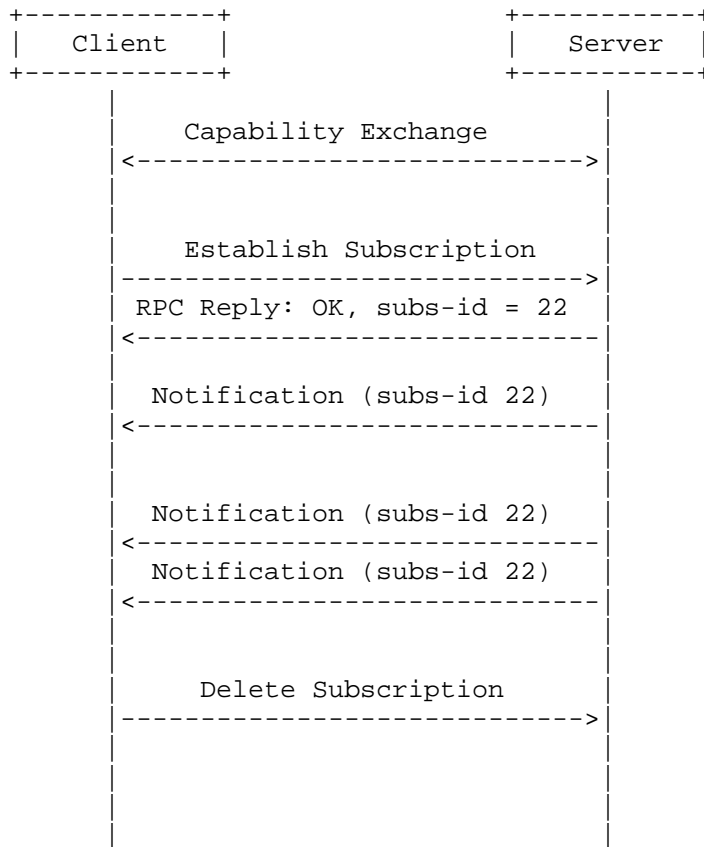 Client Server
Capability Exchange
Establish Subscription
RPC Reply: OK, subs-id = 22
Notification (subs-id 22)
Notification (subs-id 22)
Notification (subs-id 22)
Delete Subscription